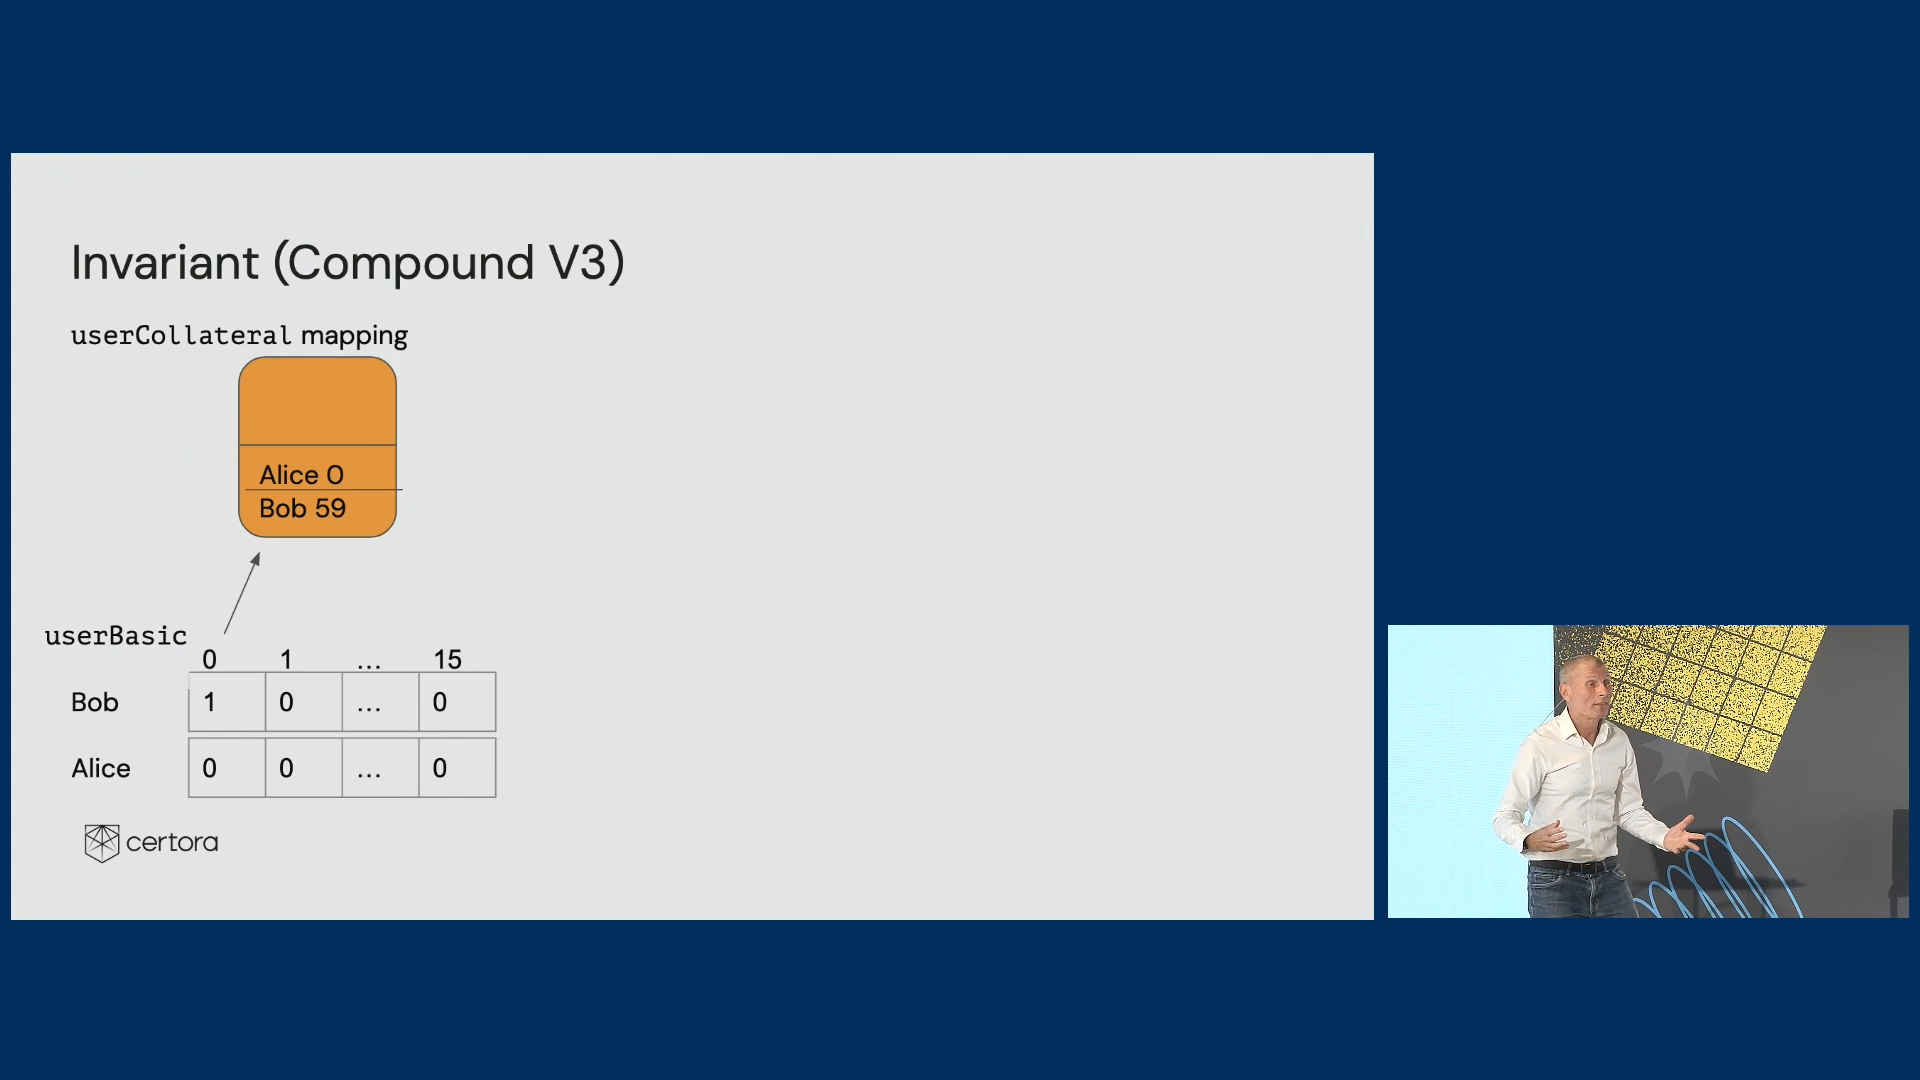 Invariant (Compound V3)
userCollateral mapping
Alice 0
Bob 59
userBasic
0 1 ... 15
Bob 1 0 ... 0
Alice 0 0 ... 0
certora